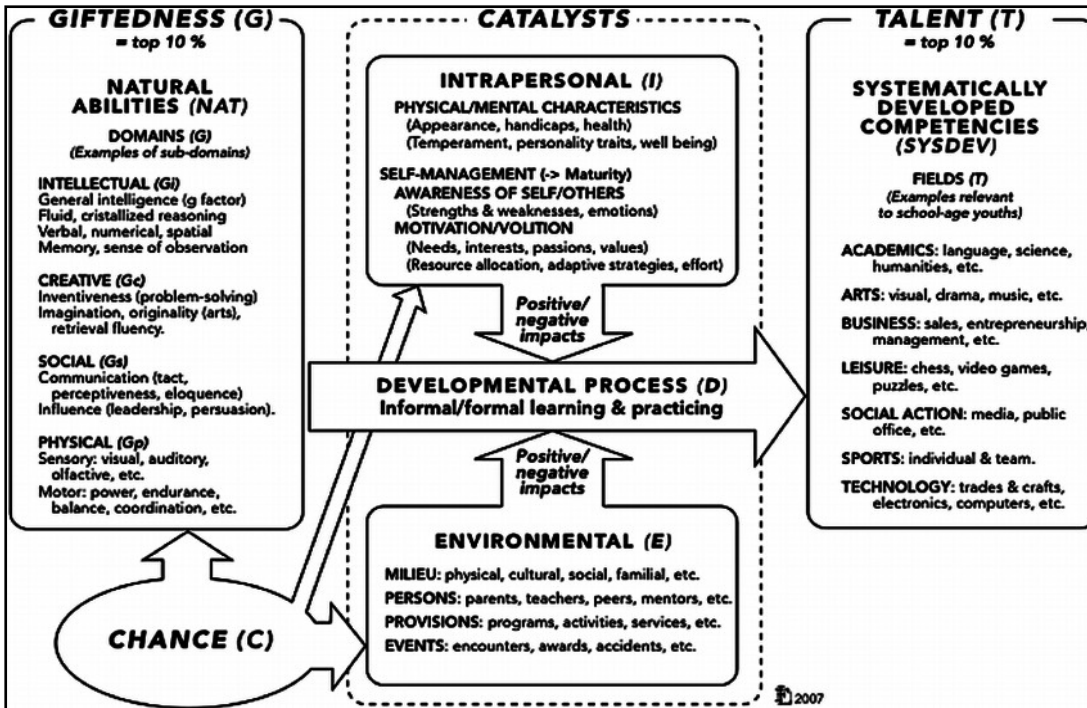 GIFTEDNESS (G)
= top 10 %
NATURAL
ABILITIES (NAT)
DOMAINS (G)
(Examples of sub-domains)
INTELLECTUAL (Gi)
General intelligence (g factor)
Fluid, cristallized reasoning
Verbal, numerical, spatial
Memory, sense of observation
CREATIVE (Gc)
Inventiveness (problem-solving)
Imagination, originality (arts),
retrieval fluency.
SOCIAL (Gs)
Communication (tact,
perceptiveness, eloquence)
Influence (leadership, persuasion).
PHYSICAL (Gp)
Sensory: visual, auditory,
olfactive, etc.
Motor: power, endurance,
balance, coordination, etc.
CHANCE (C)
CATALYSTS
INTRAPERSONAL (I)
PHYSICAL/MENTAL CHARACTERISTICS
(Appearance, handicaps, health)
(Temperament, personality traits, well being)
SELF-MANAGEMENT (-> Maturity)
AWARENESS OF SELF/OTHERS
(Strengths & weaknesses, emotions)
MOTIVATION/VOLITION
(Needs, interests, passions, values)
(Resource allocation, adaptive strategies, effort)
Positive/
negative
impacts
DEVELOPMENTAL PROCESS (D)
Informal/formal learning & practicing
Positive/
negative
impacts
ENVIRONMENTAL (E)
MILIEU: physical, cultural, social, familial, etc.
PERSONS: parents, teachers, peers, mentors, etc.
PROVISIONS: programs, activities, services, etc.
EVENTS: encounters, awards, accidents, etc.
2007
TALENT (T)
= top 10 %
SYSTEMATICALLY
DEVELOPED
COMPETENCIES
(SYSDEV)
FIELDS (T)
(Examples relevant
to school-age youths)
ACADEMICS: language, science,
humanities, etc.
ARTS: visual, drama, music, etc.
BUSINESS: sales, entrepreneurship,
management, etc.
LEISURE: chess, video games,
puzzles, etc.
SOCIAL ACTION: media, public
office, etc.
SPORTS: individual & team.
TECHNOLOGY: trades & crafts,
electronics, computers, etc.